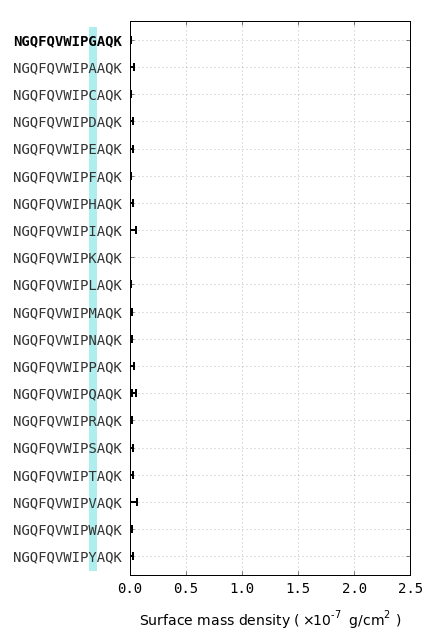 NGQFQVWIPGAQK
NGQFQVWIPAAQK
NGQFQVWIPCAQK
NGQFQVWIPDAQK
NGQFQVWIPEAQK
NGQFQVWIPFAQK
NGQFQVWIPHAQK
NGQFQVWIPIAQK
NGQFQVWIPKAQK
NGQFQVWIPLAQK
NGQFQVWIPMAQK
NGQFQVWIPNAQK
NGQFQVWIPPAQK
NGQFQVWIPQAQK
NGQFQVWIPRAQK
NGQFQVWIPSAQK
NGQFQVWIPTAQK
NGQFQVWIPVAQK
NGQFQVWIPWAQK
NGQFQVWIPYAQK
0.0 0.5 1.0 1.5 2.0 2.5
Surface mass density ( ×10⁻⁷ g/cm² )